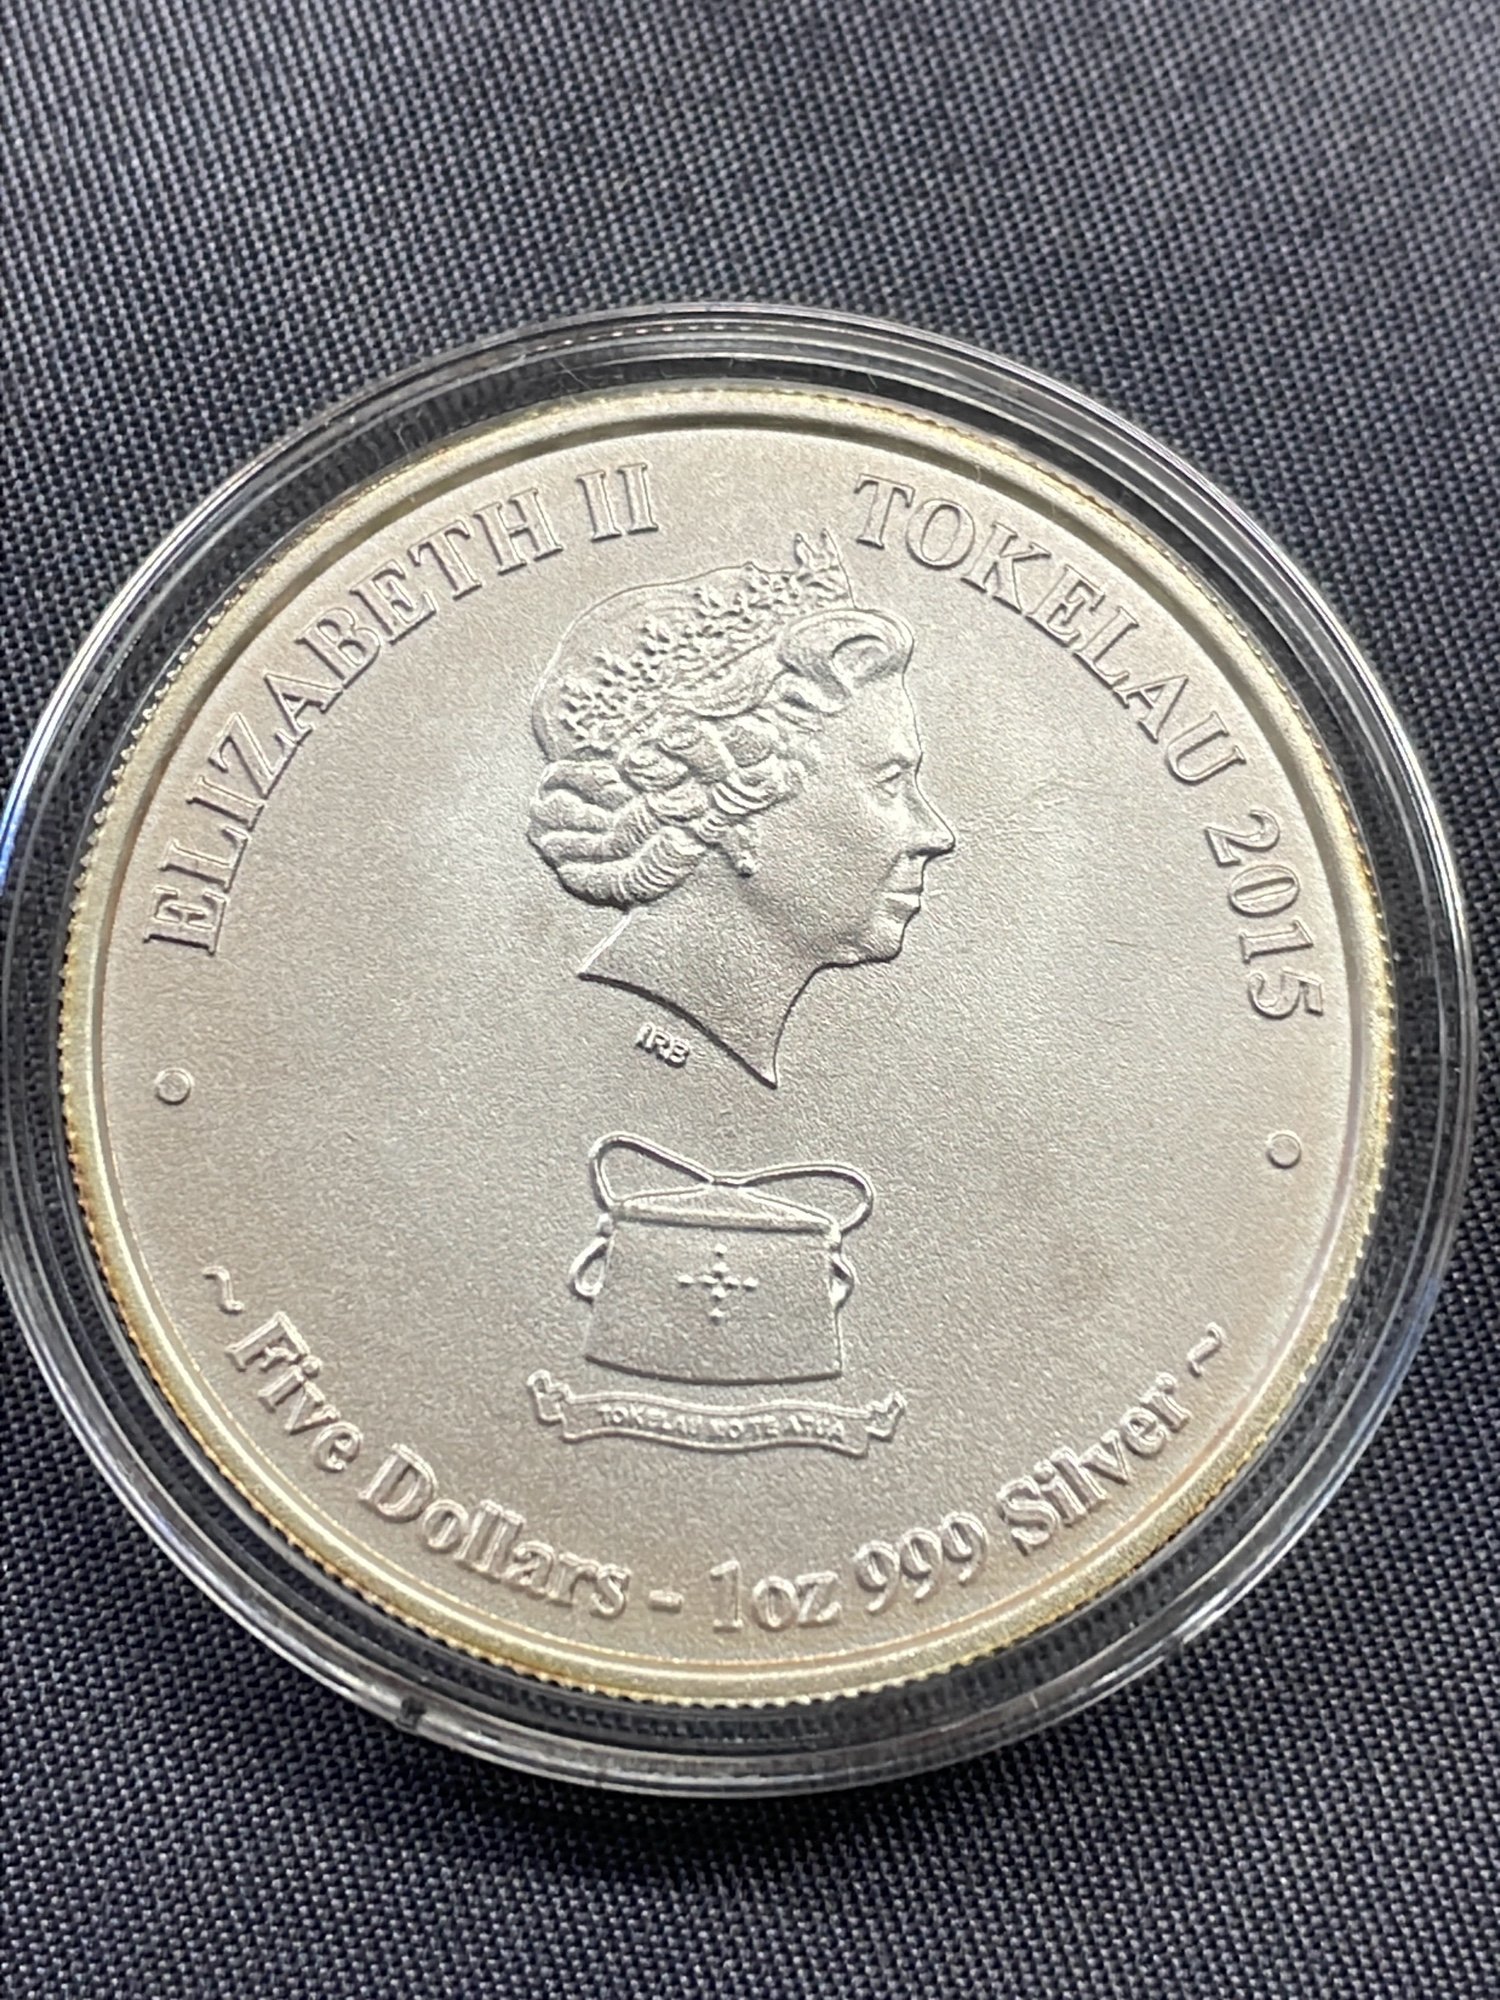 ELIZABETH II TOKELAU 2015
IRB
TOKELAU MO TE ATUA
~ Five Dollars - 1oz 999 Silver ~